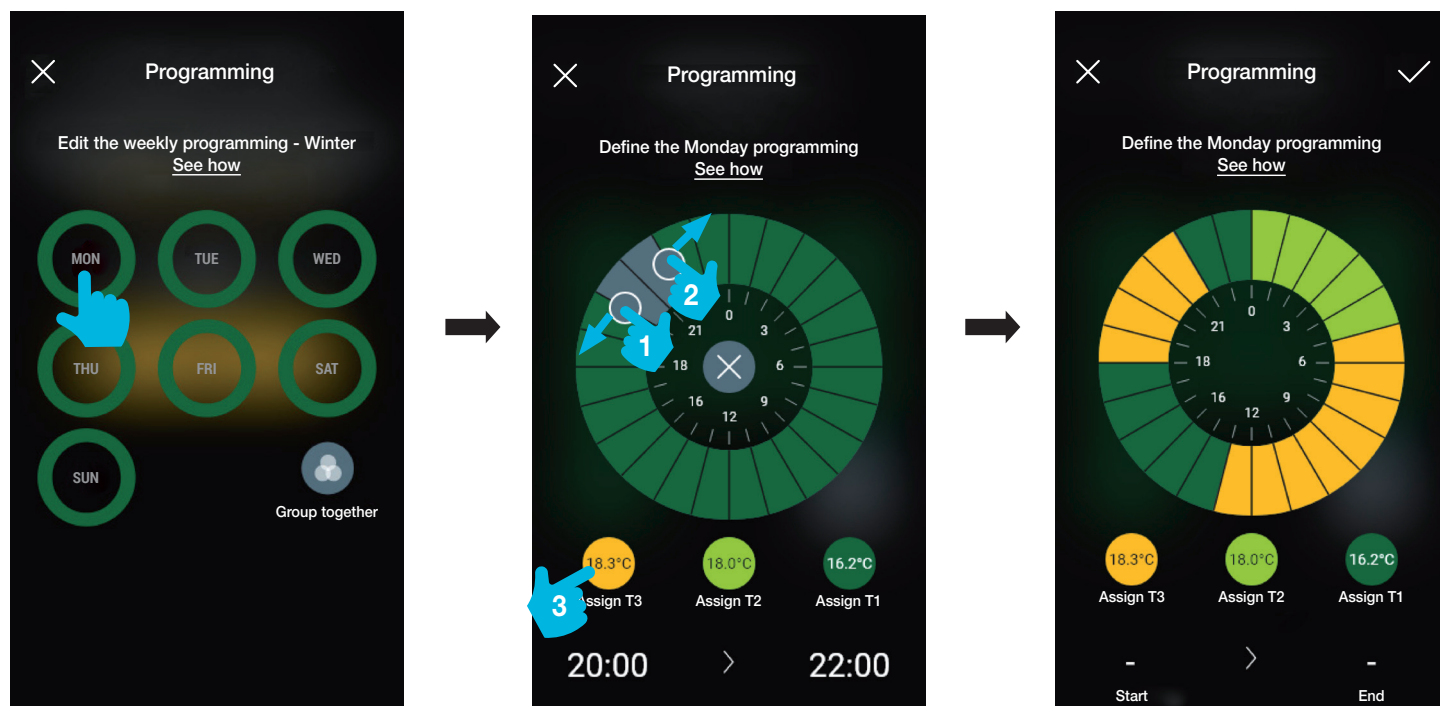 Programming
Edit the weekly programming - Winter
See how
MON
TUE
WED
THU
FRI
SAT
SUN
Group together
Programming
Define the Monday programming
See how
0
3
6
9
12
16
18
21
1
2
18.3°C
18.0°C
16.2°C
3
Assign T3
Assign T2
Assign T1
20:00
22:00
Programming
Define the Monday programming
See how
0
3
6
9
12
16
18
21
18.3°C
18.0°C
16.2°C
Assign T3
Assign T2
Assign T1
-
-
Start
End